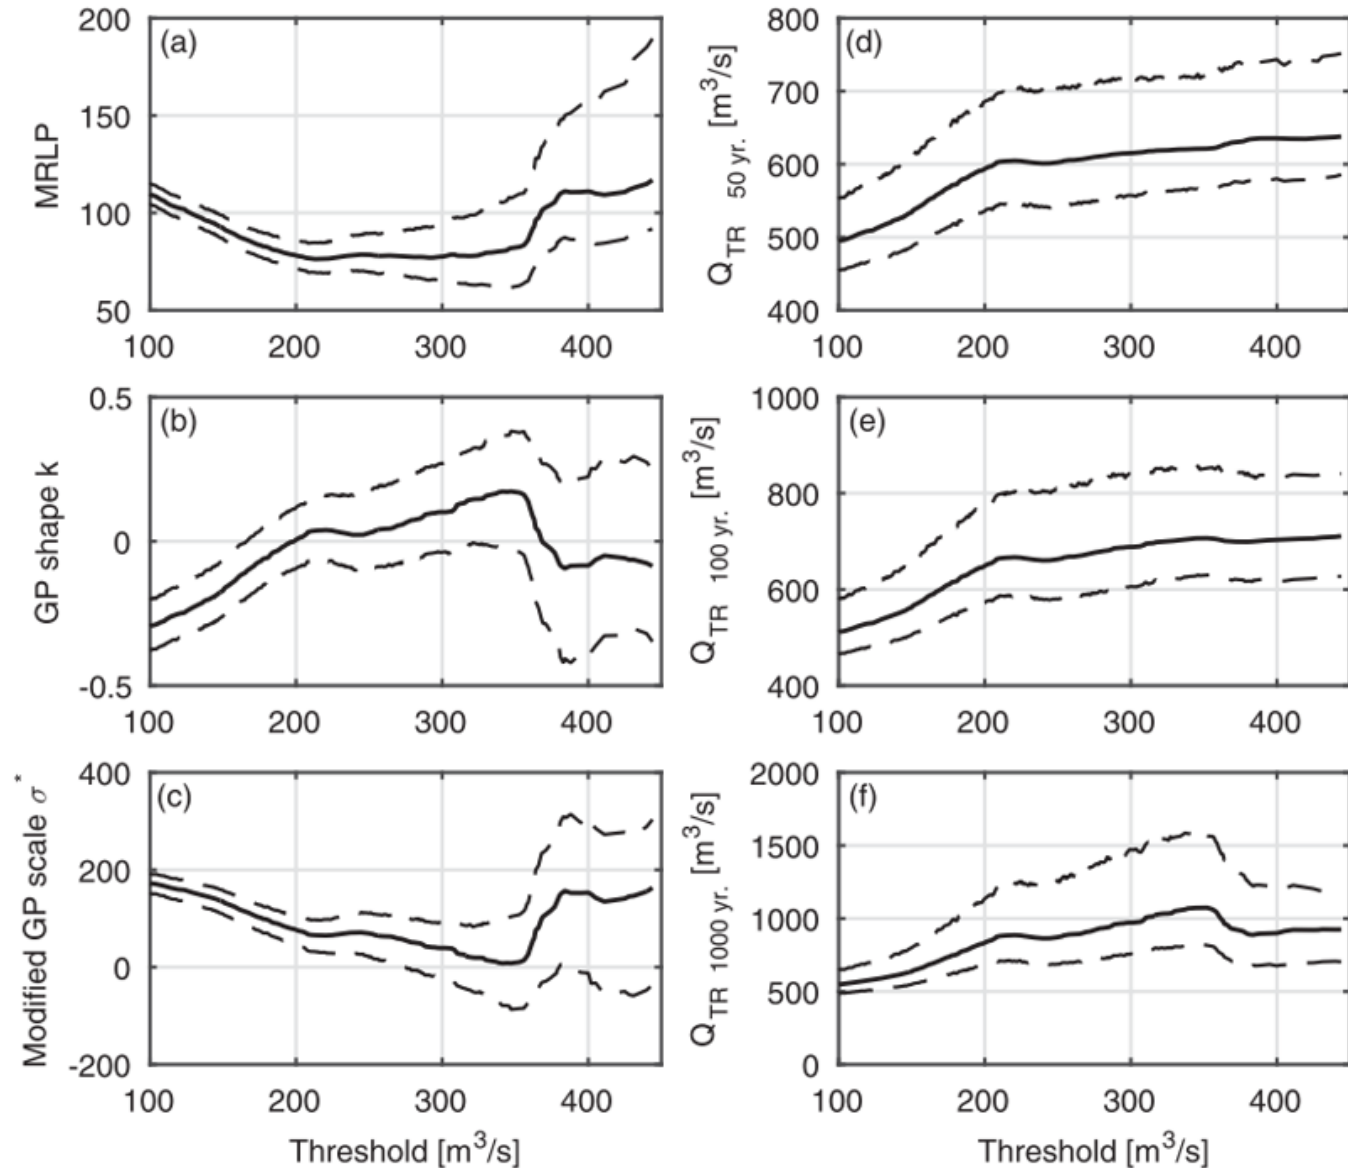 (a)
MRLP
200
150
100
50
100 200 300 400
(d)
Q_TR 50 yr. [m³/s]
800
700
600
500
400
100 200 300 400
(b)
GP shape k
0.5
0
-0.5
100 200 300 400
(e)
Q_TR 100 yr. [m³/s]
1000
800
600
400
100 200 300 400
(c)
Modified GP scale σ*
400
200
0
-200
100 200 300 400
Threshold [m³/s]
(f)
Q_TR 1000 yr. [m³/s]
2000
1500
1000
500
0
100 200 300 400
Threshold [m³/s]